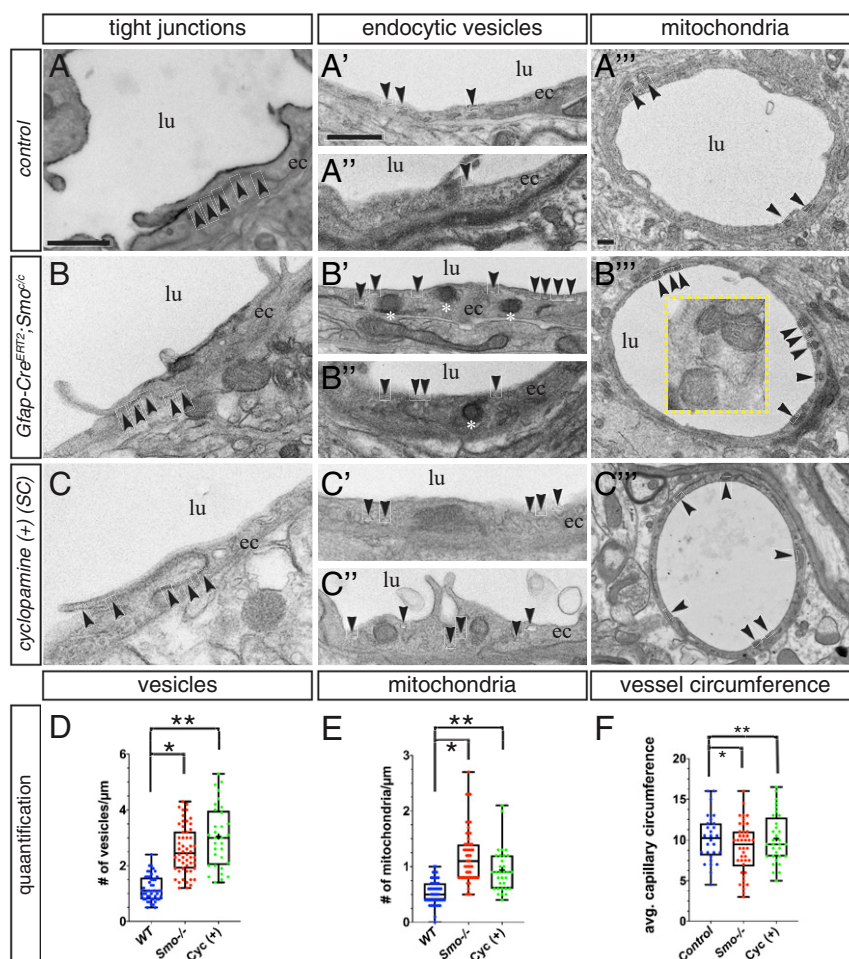 tight junctions
endocytic vesicles
mitochondria
control
A
lu
ec
A'
lu
ec
A''
lu
ec
A'''
lu
Gfap-CreERT2;Smoc/c
B
lu
ec
B'
lu
ec
* * *
B''
lu
ec
*
B'''
lu
cyclopamine (+) (SC)
C
lu
ec
C'
lu
ec
C''
lu
ec
C'''
vesicles
mitochondria
vessel circumference
quaantification
D
**
*
# of vesicles/µm
6
4
2
0
WT
Smo-/-
Cyc (+)
E
**
*
# of mitochondria/µm
3
2
1
0
WT
Smo-/-
Cyc (+)
F
**
*
avg. capillary circumference
20
15
10
5
0
Control
Smo-/-
Cyc (+)